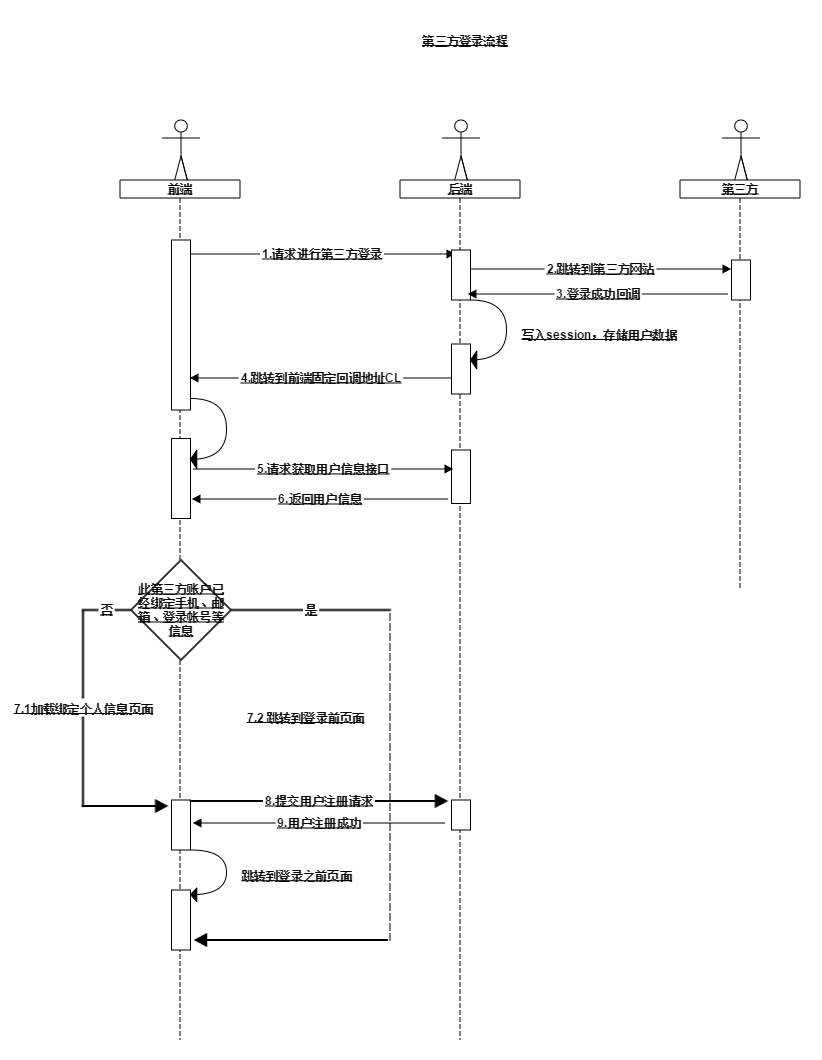 第三方登录流程
前端
后端
第三方
1.请求进行第三方登录
2.跳转到第三方网站
3.登录成功回调
写入session，存储用户数据
4.跳转到前端固定回调地址CL
5.请求获取用户信息接口
6.返回用户信息
此第三方账户已
经绑定手机、邮
箱、登录帐号等
信息
否
是
7.1加载绑定个人信息页面
7.2 跳转到登录前页面
8.提交用户注册请求
9.用户注册成功
跳转到登录之前页面